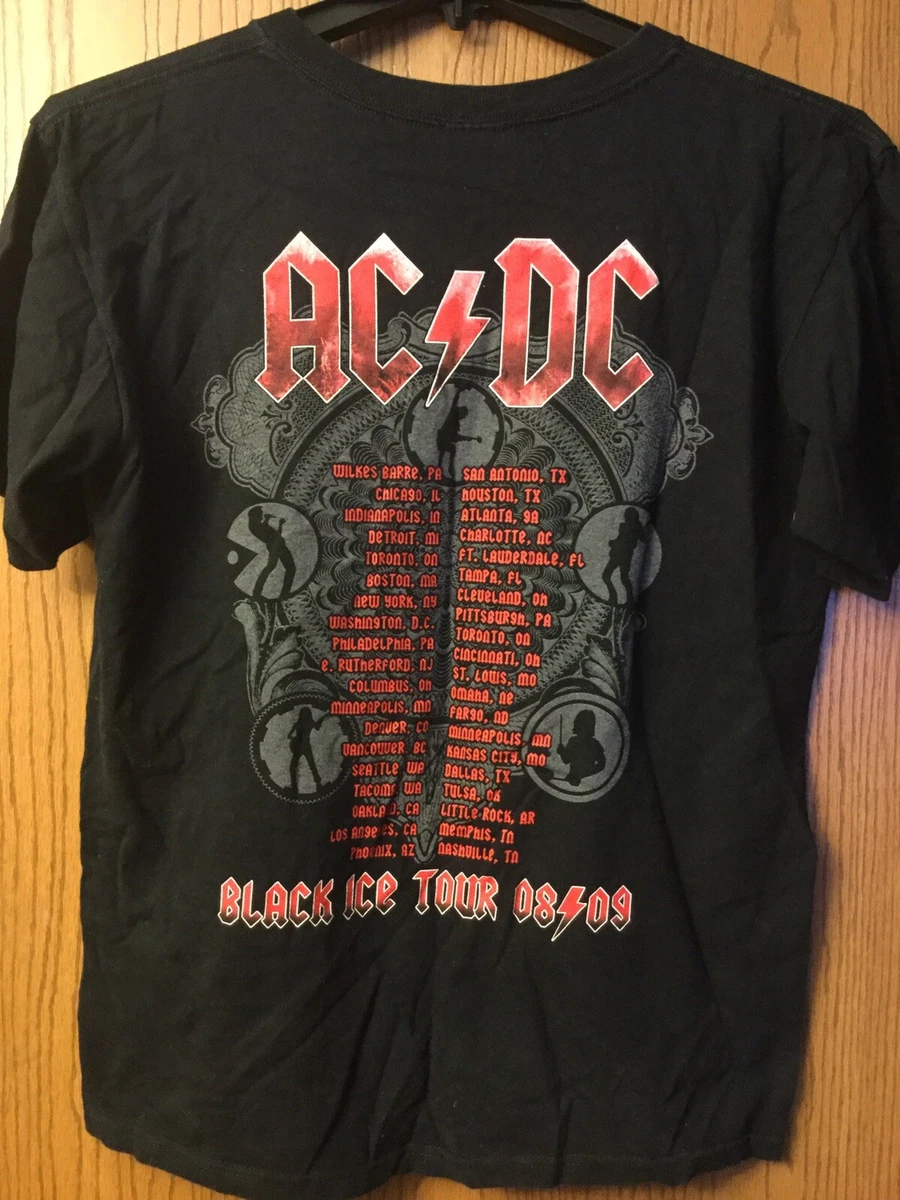 AC⚡DC
WILKES BARRE, PA
CHICAGO, IL
INDIANAPOLIS, IN
DETROIT, MI
TORONTO, ON
BOSTON, MA
NEW YORK, NY
WASHINGTON, D.C.
PHILADELPHIA, PA
E. RUTHERFORD, NJ
COLUMBUS, OH
MINNEAPOLIS, MN
DENVER, CO
VANCOUVER, BC
SEATTLE, WA
TACOMA, WA
OAKLAND, CA
LOS ANGELES, CA
PHOENIX, AZ
SAN ANTONIO, TX
HOUSTON, TX
ATLANTA, GA
CHARLOTTE, NC
FT. LAUDERDALE, FL
TAMPA, FL
CLEVELAND, OH
PITTSBURGH, PA
TORONTO, ON
CINCINNATI, OH
ST. LOUIS, MO
OMAHA, NE
FARGO, ND
MINNEAPOLIS, MN
KANSAS CITY, MO
DALLAS, TX
TULSA, OK
LITTLE ROCK, AR
MEMPHIS, TN
NASHVILLE, TN
BLACK ICE TOUR 08⚡09